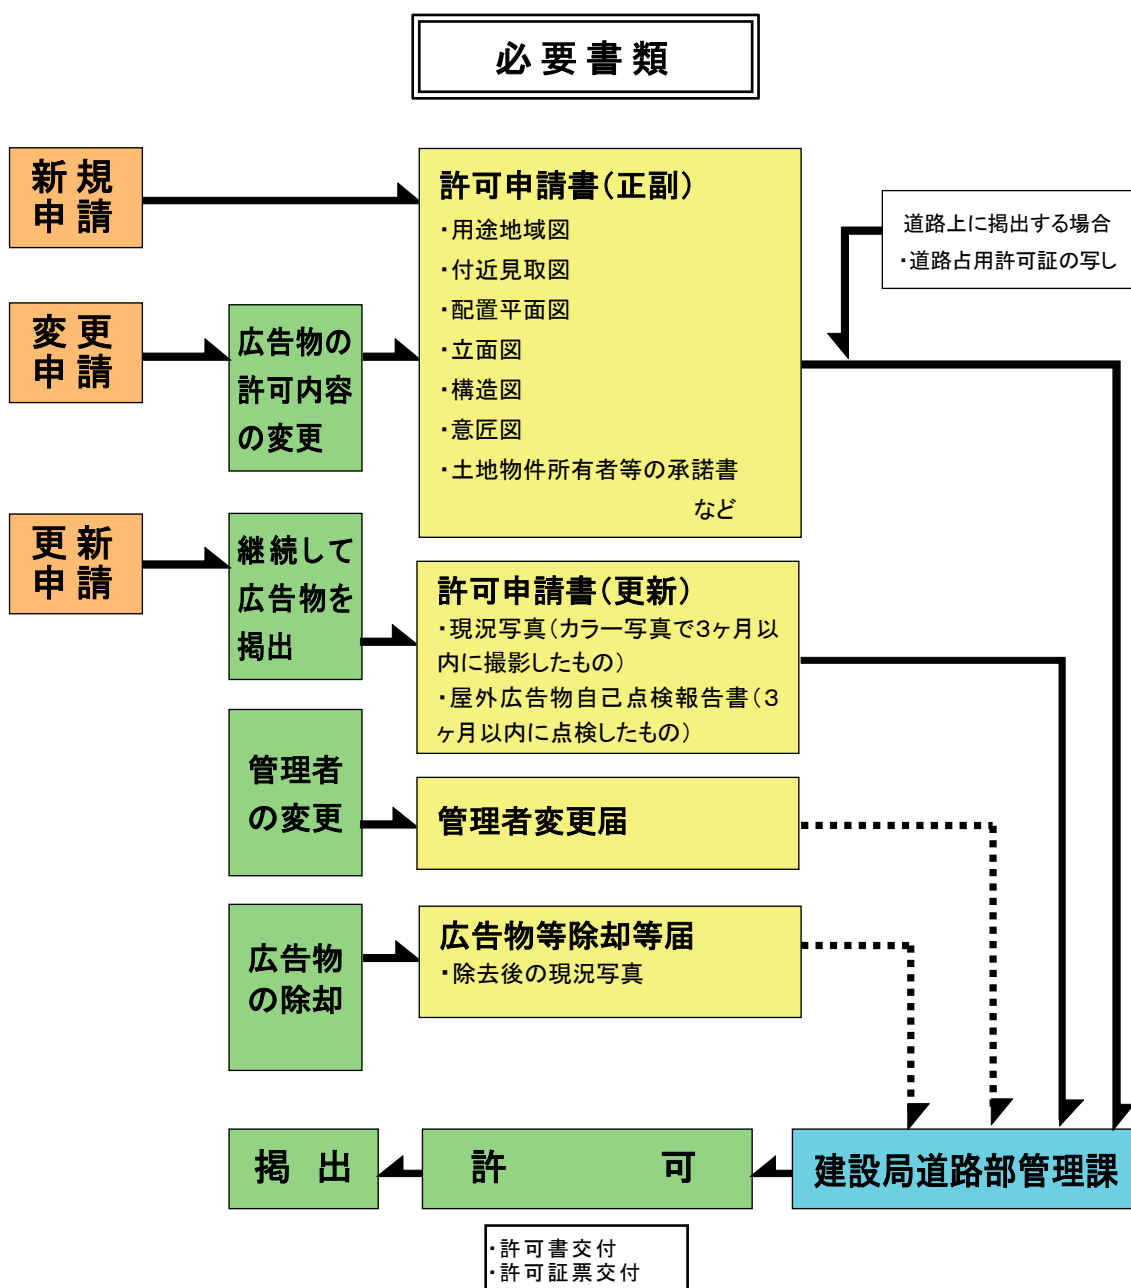 必要書類
新規
申請
許可申請書（正副）
・用途地域図
・付近見取図
・配置平面図
・立面図
・構造図
・意匠図
・土地物件所有者等の承諾書
など
道路上に掲出する場合
・道路占用許可証の写し
変更
申請
広告物の
許可内容
の変更
更新
申請
継続して
広告物を
掲出
許可申請書（更新）
・現況写真（カラー写真で３ヶ月以
内に撮影したもの）
・屋外広告物自己点検報告書（３
ヶ月以内に点検したもの）
管理者
の変更
管理者変更届
広告物
の除却
広告物等除却等届
・除去後の現況写真
掲出
許可
建設局道路部管理課
・許可書交付
・許可証票交付